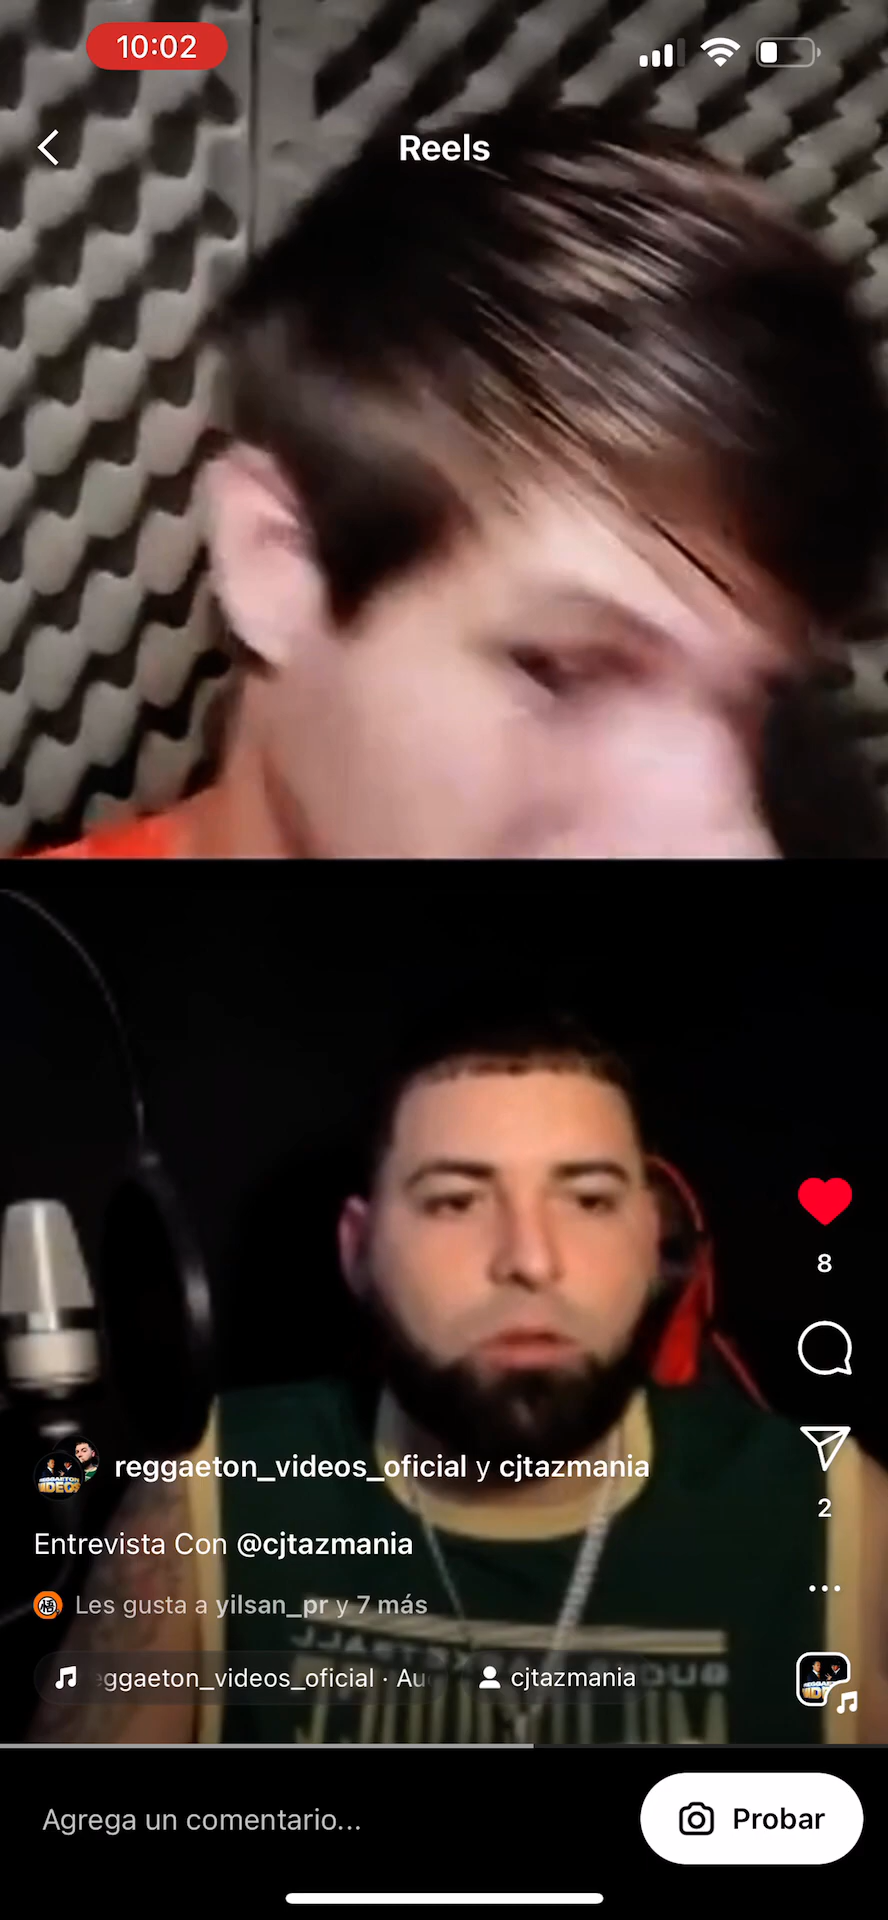 10:02
Reels
8
reggaeton_videos_oficial y cjtazmania
2
Entrevista Con @cjtazmania
Les gusta a yilsan_pr y 7 más
eggaeton_videos_oficial · Au
cjtazmania
Agrega un comentario...
Probar